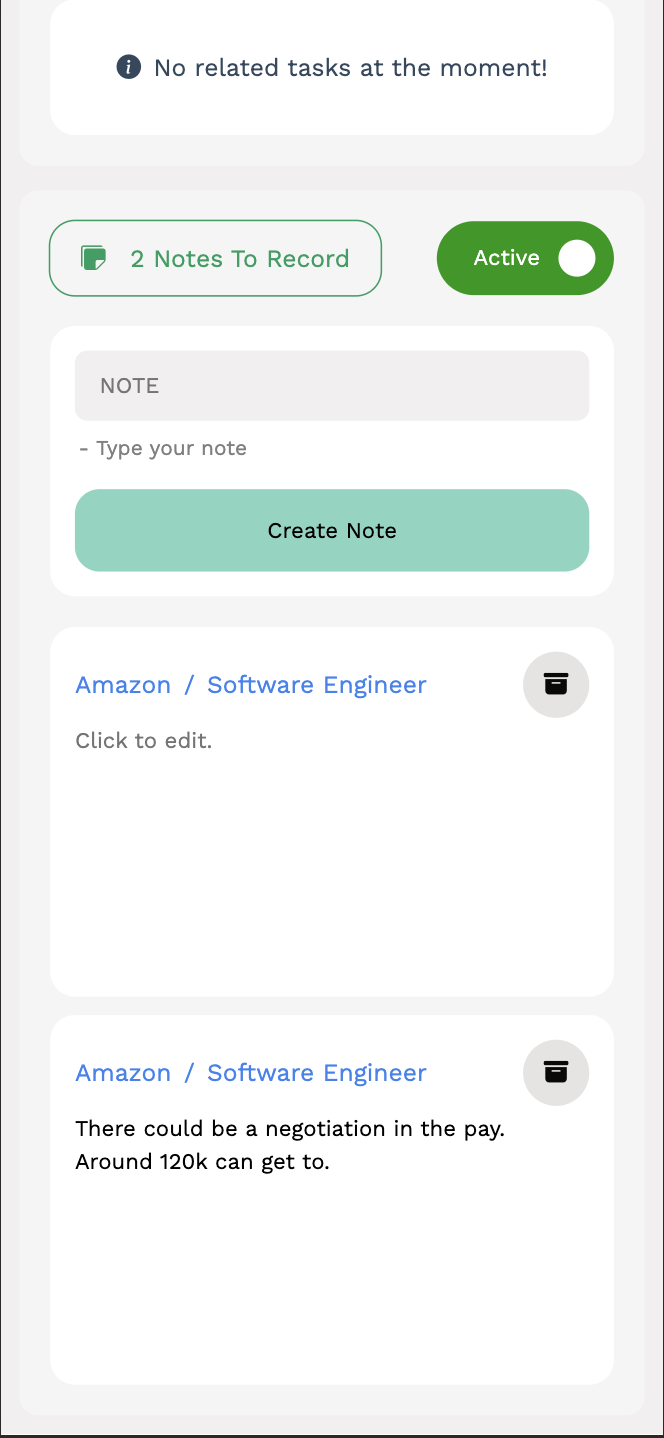 No related tasks at the moment!
2 Notes To Record
Active
NOTE
- Type your note
Create Note
Amazon / Software Engineer
Click to edit.
Amazon / Software Engineer
There could be a negotiation in the pay.
Around 120k can get to.